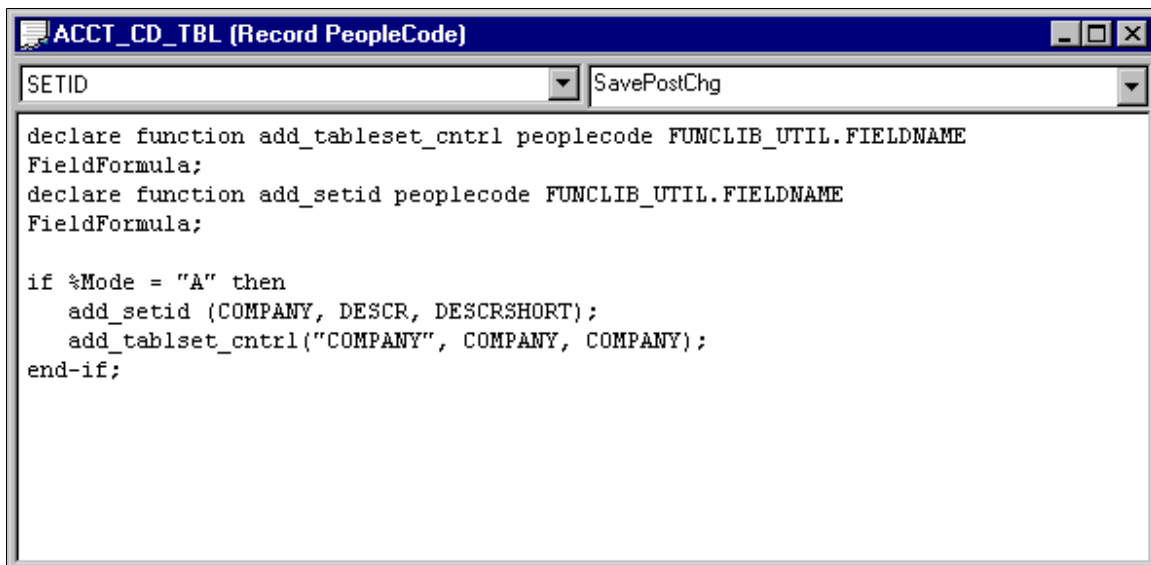 ACCT_CD_TBL (Record PeopleCode)
SETID SavePostChg
declare function add_tableset_cntrl peoplecode FUNCLIB_UTIL.FIELDNAME
FieldFormula;
declare function add_setid peoplecode FUNCLIB_UTIL.FIELDNAME
FieldFormula;
if %Mode = "A" then
add_setid (COMPANY, DESCR, DESCRSHORT);
add_tablset_cntrl("COMPANY", COMPANY, COMPANY);
end-if;